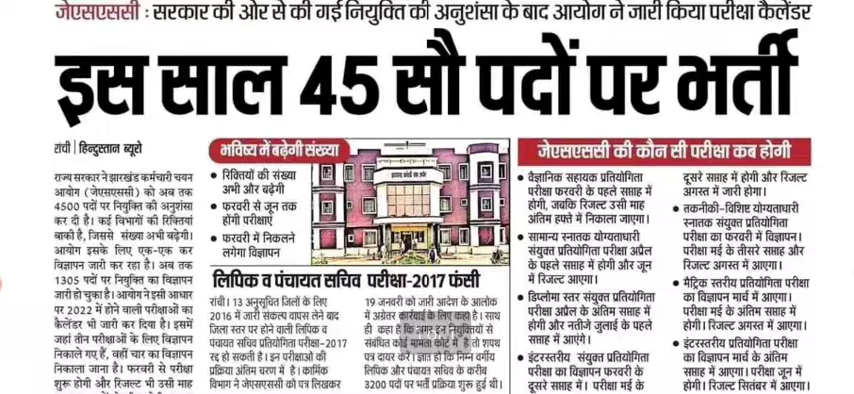 जेएसएससी : सरकार की ओर से की गई नियुक्ति की अनुशंसा के बाद आयोग ने जारी किया परीक्षा कैलेंडर
इस साल 45 सौ पदों पर भर्ती
रांची | हिन्दुस्तान ब्यूरो
राज्य सरकार ने झारखंड कर्मचारी चयन
आयोग (जेएसएससी) को अब तक
4500 पदों पर नियुक्ति की अनुशंसा
कर दी है। कई विभागों की रिक्तियां
बाकी है, जिससे संख्या अभी बढ़ेगी।
आयोग इसके लिए एक-एक कर
विज्ञापन जारी कर रहा है। अब तक
1305 पदों पर नियुक्ति का विज्ञापन
जारी हो चुका है। आयोग ने इसी आधार
पर 2022 में होने वाली परीक्षाओं का
कैलेंडर भी जारी कर दिया है। इसमें
जहां तीन परीक्षाओं के लिए विज्ञापन
निकाले गए हैं, वहीं चार का विज्ञापन
निकाला जाना है। फरवरी से परीक्षा
शुरू होगी और रिजल्ट भी उसी माह
भविष्य में बढ़ेगी संख्या
• रिक्तियों की संख्या
अभी और बढ़ेगी
• फरवरी से जून तक
होंगी परीक्षाएं
• फरवरी में निकलने
लगेगा विज्ञापन
लिपिक व पंचायत सचिव परीक्षा-2017 फंसी
रांची। 13 अनुसूचित जिलों के लिए
2016 में जारी संकल्प वापस लेने बाद
जिला स्तर पर होने वाली लिपिक व
पंचायत सचिव प्रतियोगिता परीक्षा-2017
रद्द हो सकती है। इन परीक्षाओं की
प्रक्रिया अंतिम चरण में है। कार्मिक
विभाग ने जेएसएससी को पत्र लिखकर
19 जनवरी को जारी आदेश के आलोक
में अग्रेतर कार्रवाई के लिए कहा है। साथ
ही कहा है कि अगर इन नियुक्तियों से
संबंधित कोई मामला कोर्ट में है तो शपथ
पत्र दायर करें। ज्ञात हो कि निम्न वर्गीय
लिपिक और पंचायत सचिव के करीब
3200 पदों पर भर्ती प्रक्रिया शुरू हुई थी।
जेएसएससी की कौन सी परीक्षा कब होगी
• वैज्ञानिक सहायक प्रतियोगिता
परीक्षा फरवरी के पहले सप्ताह में
होगी, जबकि रिजल्ट उसी माह
अंतिम हफ्ते में निकाला जाएगा।
• सामान्य स्नातक योग्यताधारी
संयुक्त प्रतियोगिता परीक्षा अप्रैल
के पहले सप्ताह में होगी और जून
में रिजल्ट आएगा।
• डिप्लोमा स्तर संयुक्त प्रतियोगिता
परीक्षा अप्रैल के अंतिम सप्ताह में
होगी और नतीजे जुलाई के पहले
सप्ताह में आएंगे।
• इंटरस्तरीय संयुक्त प्रतियोगिता
परीक्षा का विज्ञापन फरवरी के
दूसरे सप्ताह में। परीक्षा मई के
दूसरे सप्ताह में होगी और रिजल्ट
अगस्त में जारी होगा।
• तकनीकी-विशिष्ट योग्यताधारी
स्नातक संयुक्त प्रतियोगिता
परीक्षा का फरवरी में विज्ञापन।
परीक्षा मई के तीसरे सप्ताह और
रिजल्ट अगस्त में आएगा।
• मैट्रिक स्तरीय प्रतियोगिता परीक्षा
का विज्ञापन मार्च में आएगा।
परीक्षा मई के अंतिम सप्ताह में
होगी। रिजल्ट अगस्त में आएगा।
• इंटरस्तरीय प्रतियोगिता परीक्षा
का विज्ञापन मार्च के अंतिम
सप्ताह में आएगा। परीक्षा जून में
होगी। रिजल्ट सितंबर में आएगा।